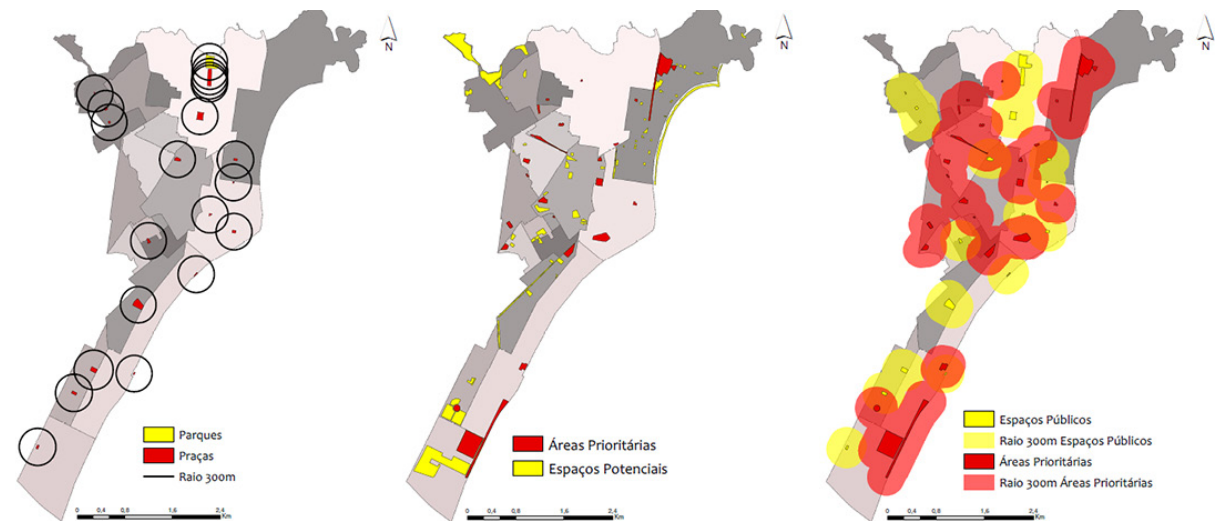 N
Parques
Praças
Raio 300m
0 0,4 0,8 1,6 2,4
Km
N
Áreas Prioritárias
Espaços Potenciais
0 0,4 0,8 1,6 2,4
Km
N
Espaços Públicos
Raio 300m Espaços Públicos
Áreas Prioritárias
Raio 300m Áreas Prioritárias
0 0,4 0,8 1,6 2,4
Km